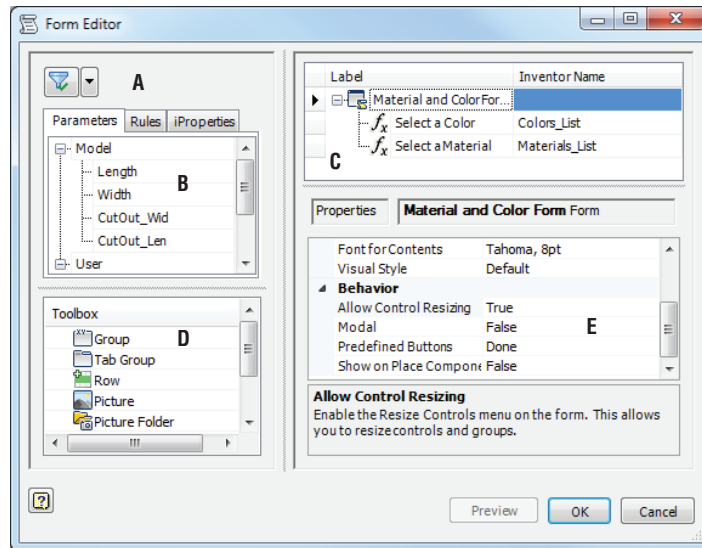 Form Editor
A
Parameters Rules iProperties
Model
Length
Width
CutOut_Wid
CutOut_Len
User
B
Toolbox
Group
Tab Group
Row
Picture
Picture Folder
D
Label Inventor Name
Material and Color For...
Select a Color Colors_List
Select a Material Materials_List
C
Properties Material and Color Form Form
Font for Contents Tahoma, 8pt
Visual Style Default
Behavior
Allow Control Resizing True
Modal False
Predefined Buttons Done
Show on Place Compone False
E
Allow Control Resizing
Enable the Resize Controls menu on the form. This allows
you to resize controls and groups.
Preview OK Cancel